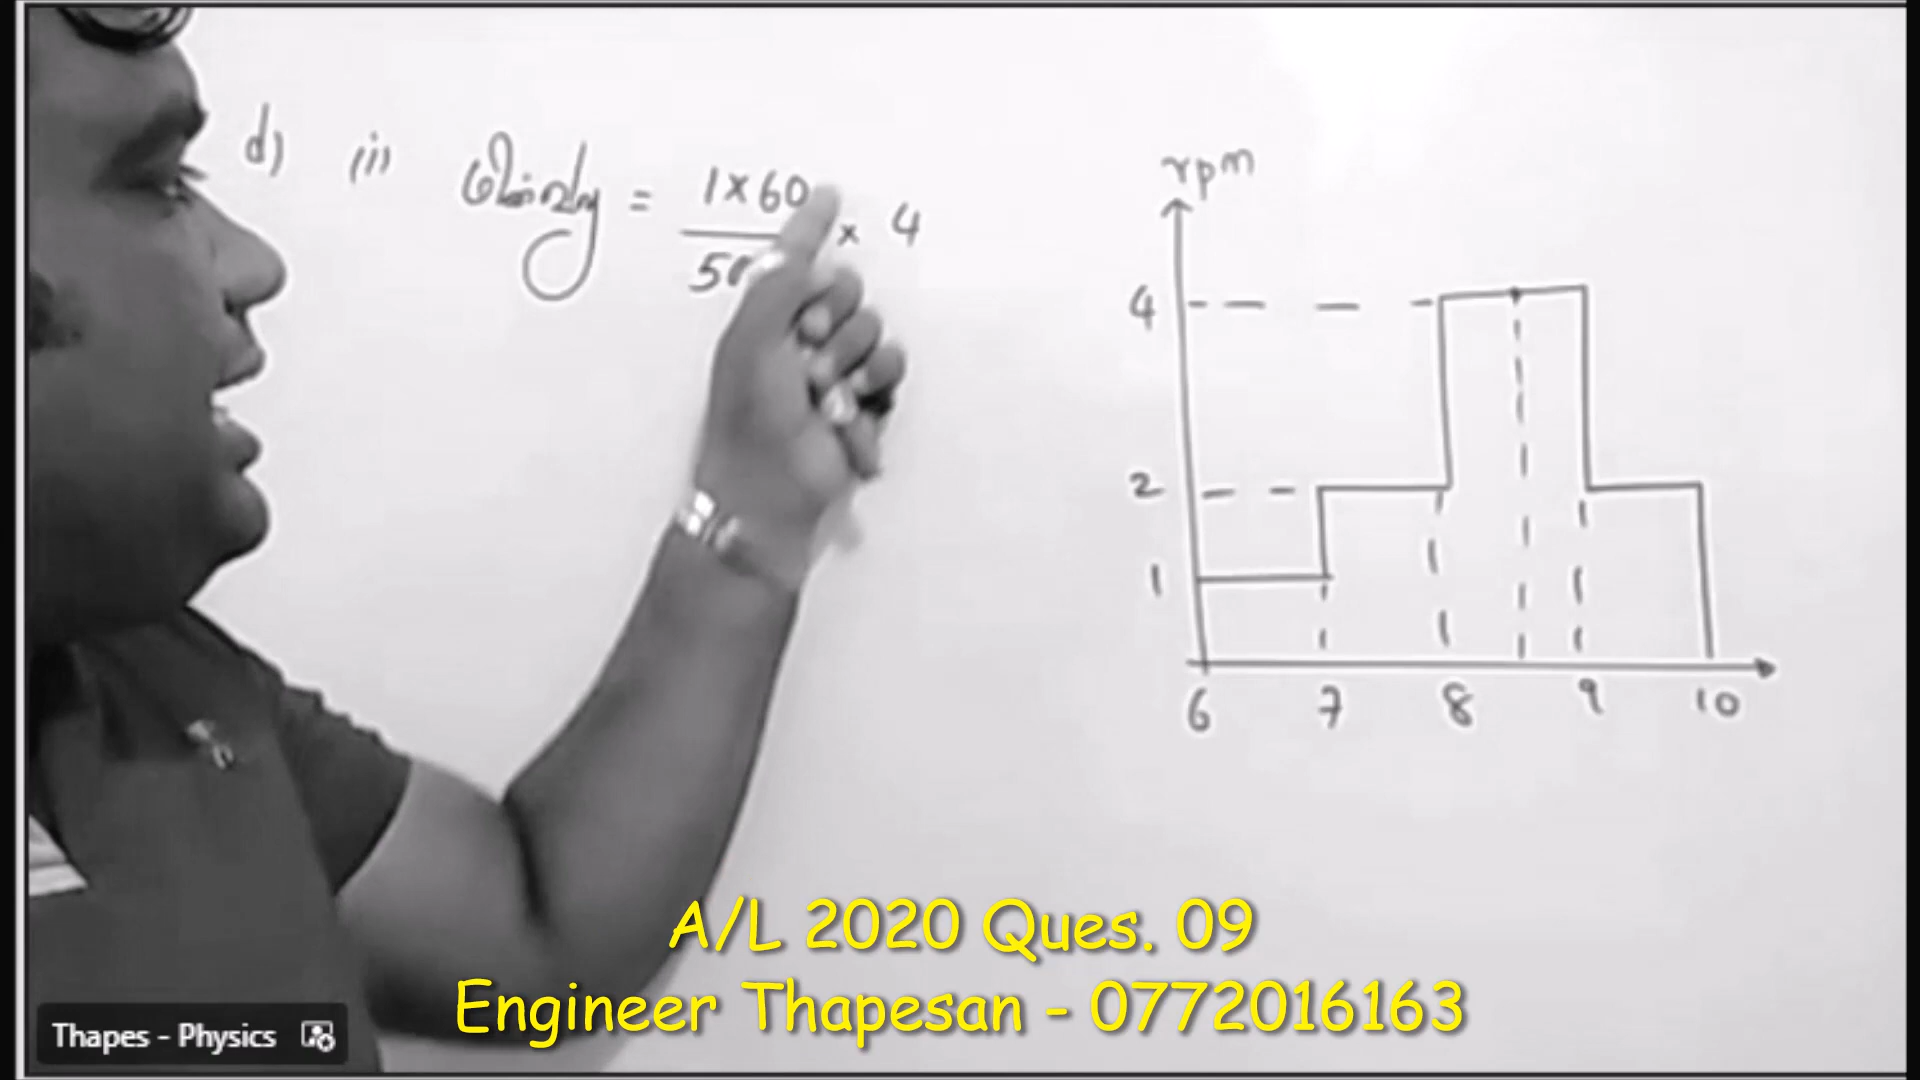 d) (ii) = 1 x 60 x 4
rpm
4
2
1
6 7 8 9 10
A/L 2020 Ques. 09
Engineer Thapesan - 0772016163
Thapes - Physics